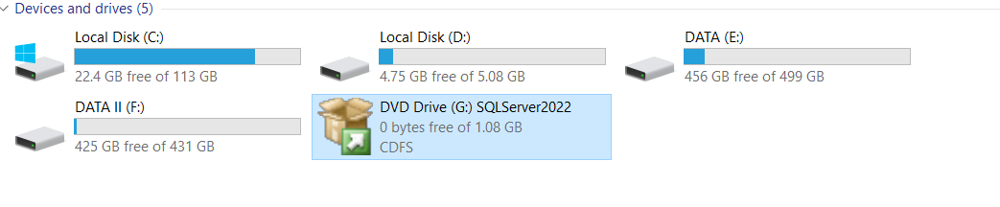 Devices and drives (5)
Local Disk (C:)
22.4 GB free of 113 GB
Local Disk (D:)
4.75 GB free of 5.08 GB
DATA (E:)
456 GB free of 499 GB
DATA II (F:)
425 GB free of 431 GB
DVD Drive (G:) SQLServer2022
0 bytes free of 1.08 GB
CDFS